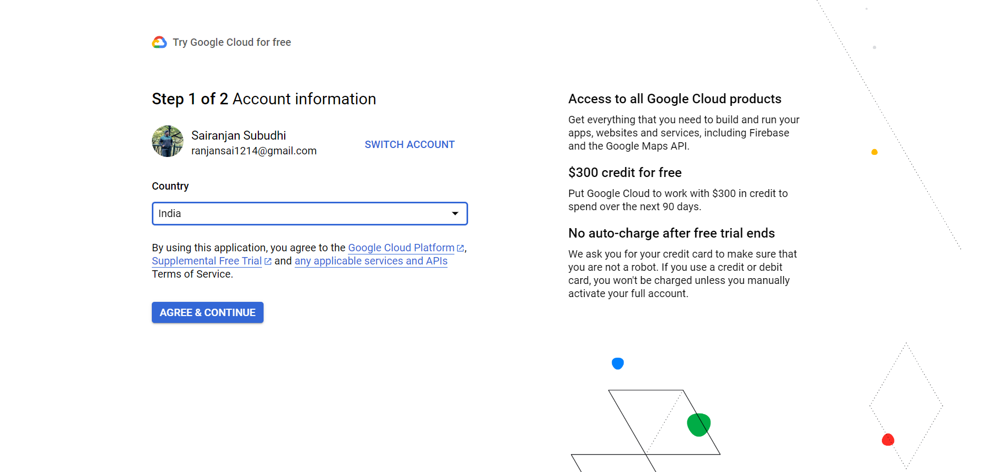 Try Google Cloud for free
Step 1 of 2 Account information
Sairanjan Subudhi
ranjansai1214@gmail.com
SWITCH ACCOUNT
Country
India
By using this application, you agree to the Google Cloud Platform,
Supplemental Free Trial and any applicable services and APIs
Terms of Service.
AGREE & CONTINUE
Access to all Google Cloud products
Get everything that you need to build and run your
apps, websites and services, including Firebase
and the Google Maps API.
$300 credit for free
Put Google Cloud to work with $300 in credit to
spend over the next 90 days.
No auto-charge after free trial ends
We ask you for your credit card to make sure that
you are not a robot. If you use a credit or debit
card, you won't be charged unless you manually
activate your full account.